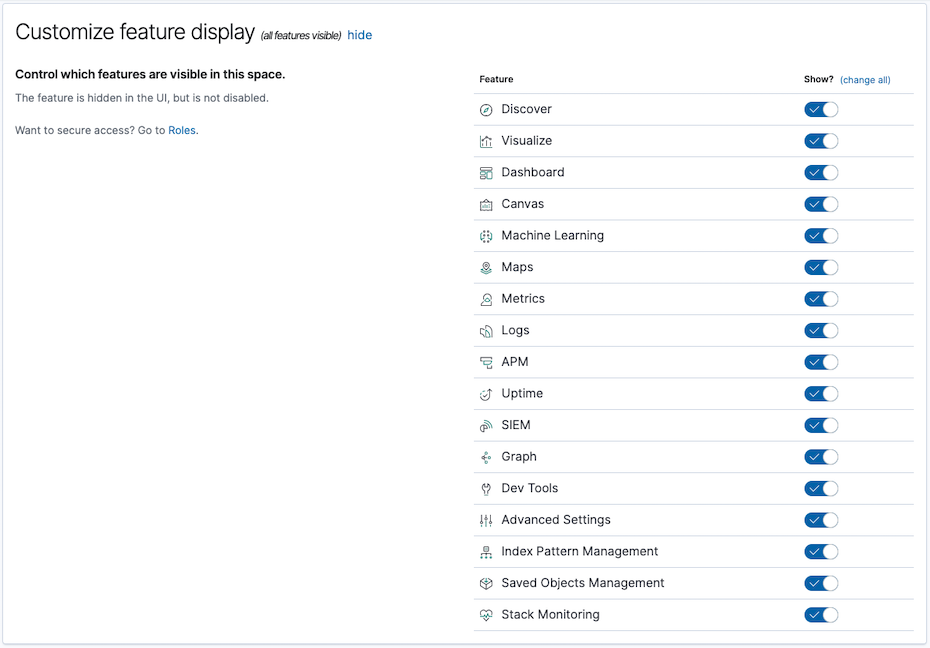 Customize feature display (all features visible) hide
Control which features are visible in this space.
The feature is hidden in the UI, but is not disabled.
Want to secure access? Go to Roles.
Feature Show? (change all)
Discover
Visualize
Dashboard
Canvas
Machine Learning
Maps
Metrics
Logs
APM
Uptime
SIEM
Graph
Dev Tools
Advanced Settings
Index Pattern Management
Saved Objects Management
Stack Monitoring